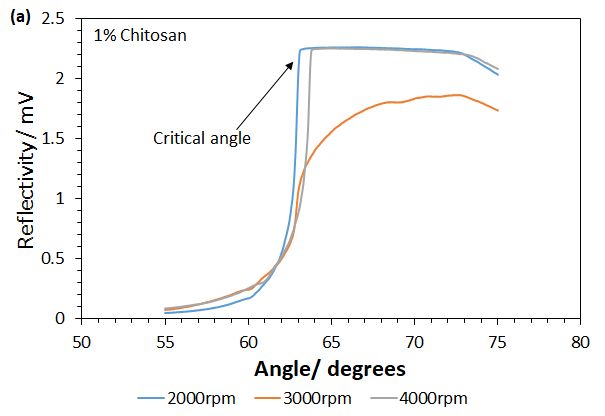 (a)
1% Chitosan
Critical angle
Reflectivity / mV
2.5
2
1.5
1
0.5
0
50 55 60 65 70 75 80
Angle/ degrees
2000rpm 3000rpm 4000rpm